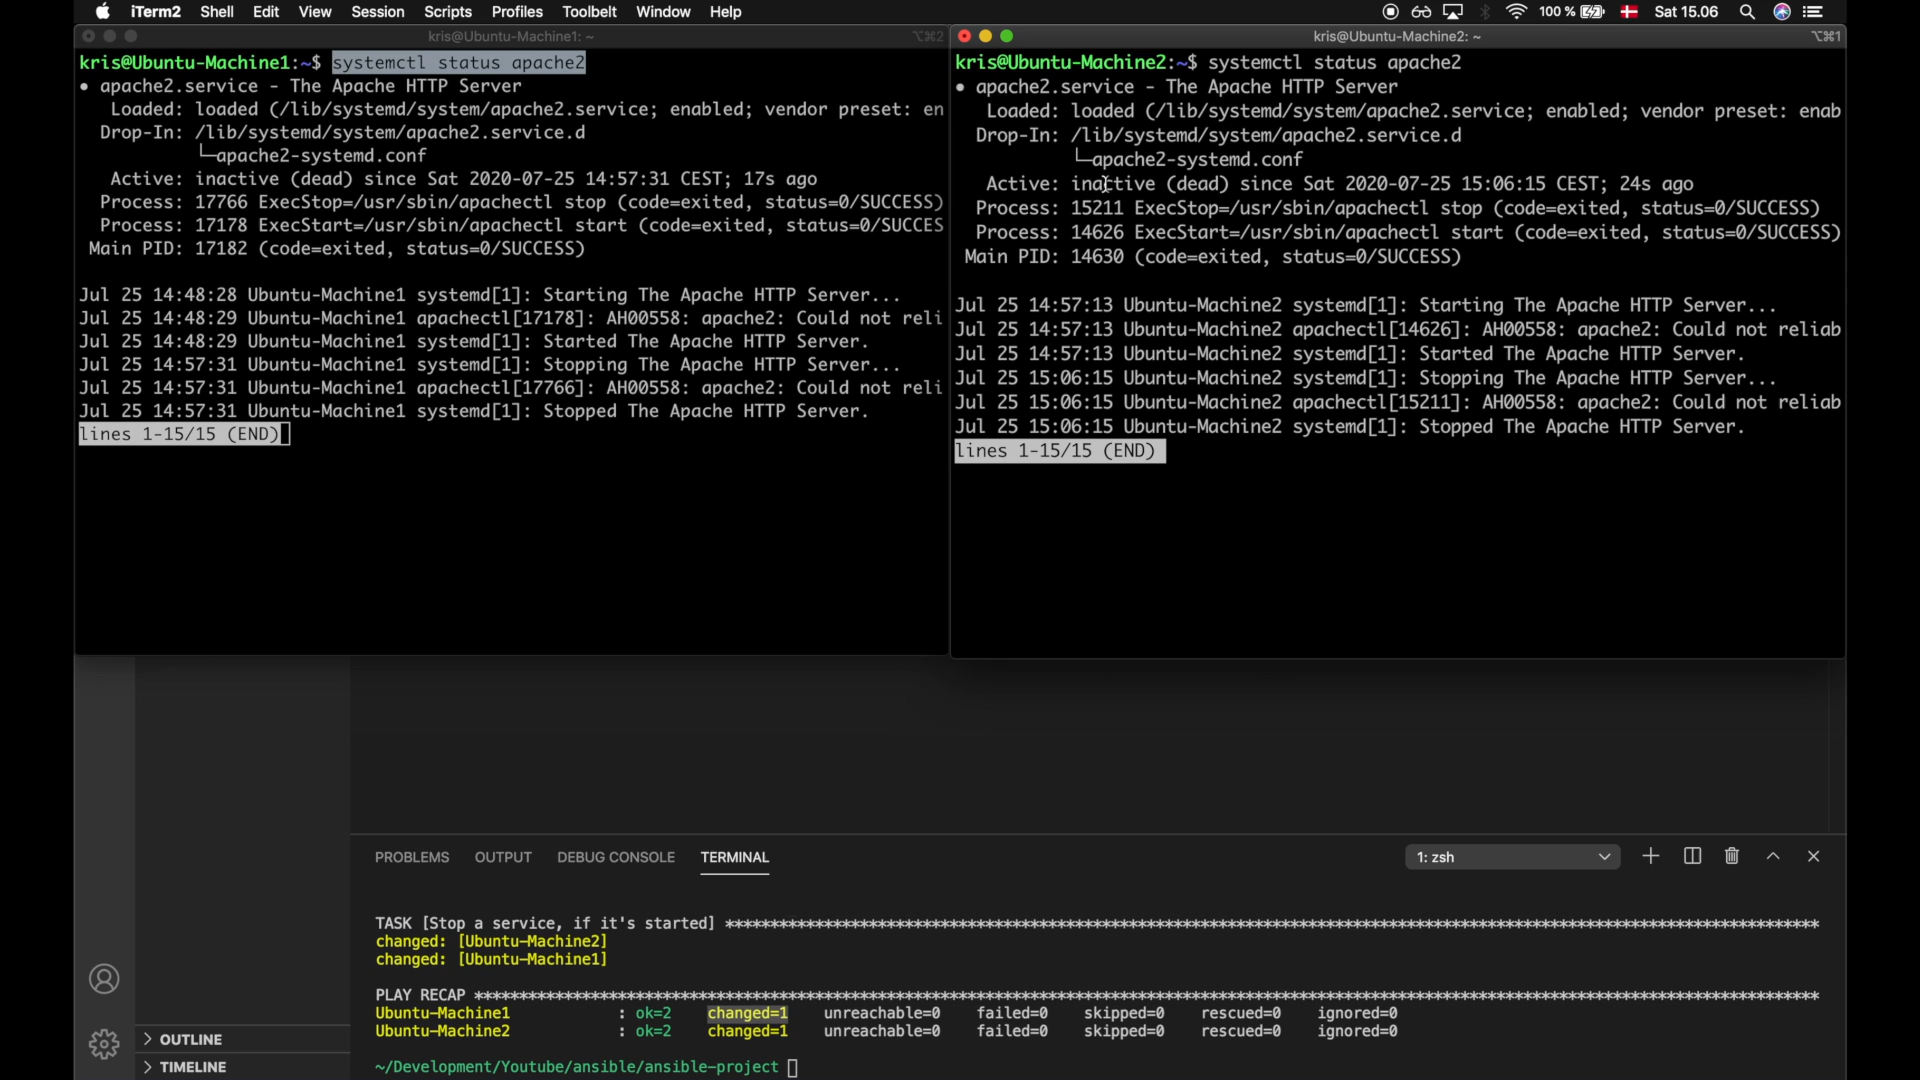 iTerm2 Shell Edit View Session Scripts Profiles Toolbelt Window Help 100 % Sat 15.06
kris@Ubuntu-Machine1: ~ ⌥⌘2
kris@Ubuntu-Machine1:~$ systemctl status apache2
● apache2.service - The Apache HTTP Server
Loaded: loaded (/lib/systemd/system/apache2.service; enabled; vendor preset: en
Drop-In: /lib/systemd/system/apache2.service.d
└─apache2-systemd.conf
Active: inactive (dead) since Sat 2020-07-25 14:57:31 CEST; 17s ago
Process: 17766 ExecStop=/usr/sbin/apachectl stop (code=exited, status=0/SUCCESS)
Process: 17178 ExecStart=/usr/sbin/apachectl start (code=exited, status=0/SUCCES
Main PID: 17182 (code=exited, status=0/SUCCESS)
Jul 25 14:48:28 Ubuntu-Machine1 systemd[1]: Starting The Apache HTTP Server...
Jul 25 14:48:29 Ubuntu-Machine1 apachectl[17178]: AH00558: apache2: Could not reli
Jul 25 14:48:29 Ubuntu-Machine1 systemd[1]: Started The Apache HTTP Server.
Jul 25 14:57:31 Ubuntu-Machine1 systemd[1]: Stopping The Apache HTTP Server...
Jul 25 14:57:31 Ubuntu-Machine1 apachectl[17766]: AH00558: apache2: Could not reli
Jul 25 14:57:31 Ubuntu-Machine1 systemd[1]: Stopped The Apache HTTP Server.
lines 1-15/15 (END)
kris@Ubuntu-Machine2: ~ ⌥⌘1
kris@Ubuntu-Machine2:~$ systemctl status apache2
● apache2.service - The Apache HTTP Server
Loaded: loaded (/lib/systemd/system/apache2.service; enabled; vendor preset: enab
Drop-In: /lib/systemd/system/apache2.service.d
└─apache2-systemd.conf
Active: inactive (dead) since Sat 2020-07-25 15:06:15 CEST; 24s ago
Process: 15211 ExecStop=/usr/sbin/apachectl stop (code=exited, status=0/SUCCESS)
Process: 14626 ExecStart=/usr/sbin/apachectl start (code=exited, status=0/SUCCESS)
Main PID: 14630 (code=exited, status=0/SUCCESS)
Jul 25 14:57:13 Ubuntu-Machine2 systemd[1]: Starting The Apache HTTP Server...
Jul 25 14:57:13 Ubuntu-Machine2 apachectl[14626]: AH00558: apache2: Could not reliab
Jul 25 14:57:13 Ubuntu-Machine2 systemd[1]: Started The Apache HTTP Server.
Jul 25 15:06:15 Ubuntu-Machine2 systemd[1]: Stopping The Apache HTTP Server...
Jul 25 15:06:15 Ubuntu-Machine2 apachectl[15211]: AH00558: apache2: Could not reliab
Jul 25 15:06:15 Ubuntu-Machine2 systemd[1]: Stopped The Apache HTTP Server.
lines 1-15/15 (END)
PROBLEMS OUTPUT DEBUG CONSOLE TERMINAL 1: zsh
TASK [Stop a service, if it's started] ****************************************************************************************************************************
changed: [Ubuntu-Machine2]
changed: [Ubuntu-Machine1]
PLAY RECAP ****************************************************************************************************************************************************
Ubuntu-Machine1 : ok=2 changed=1 unreachable=0 failed=0 skipped=0 rescued=0 ignored=0
Ubuntu-Machine2 : ok=2 changed=1 unreachable=0 failed=0 skipped=0 rescued=0 ignored=0
~/Development/Youtube/ansible/ansible-project
OUTLINE
TIMELINE